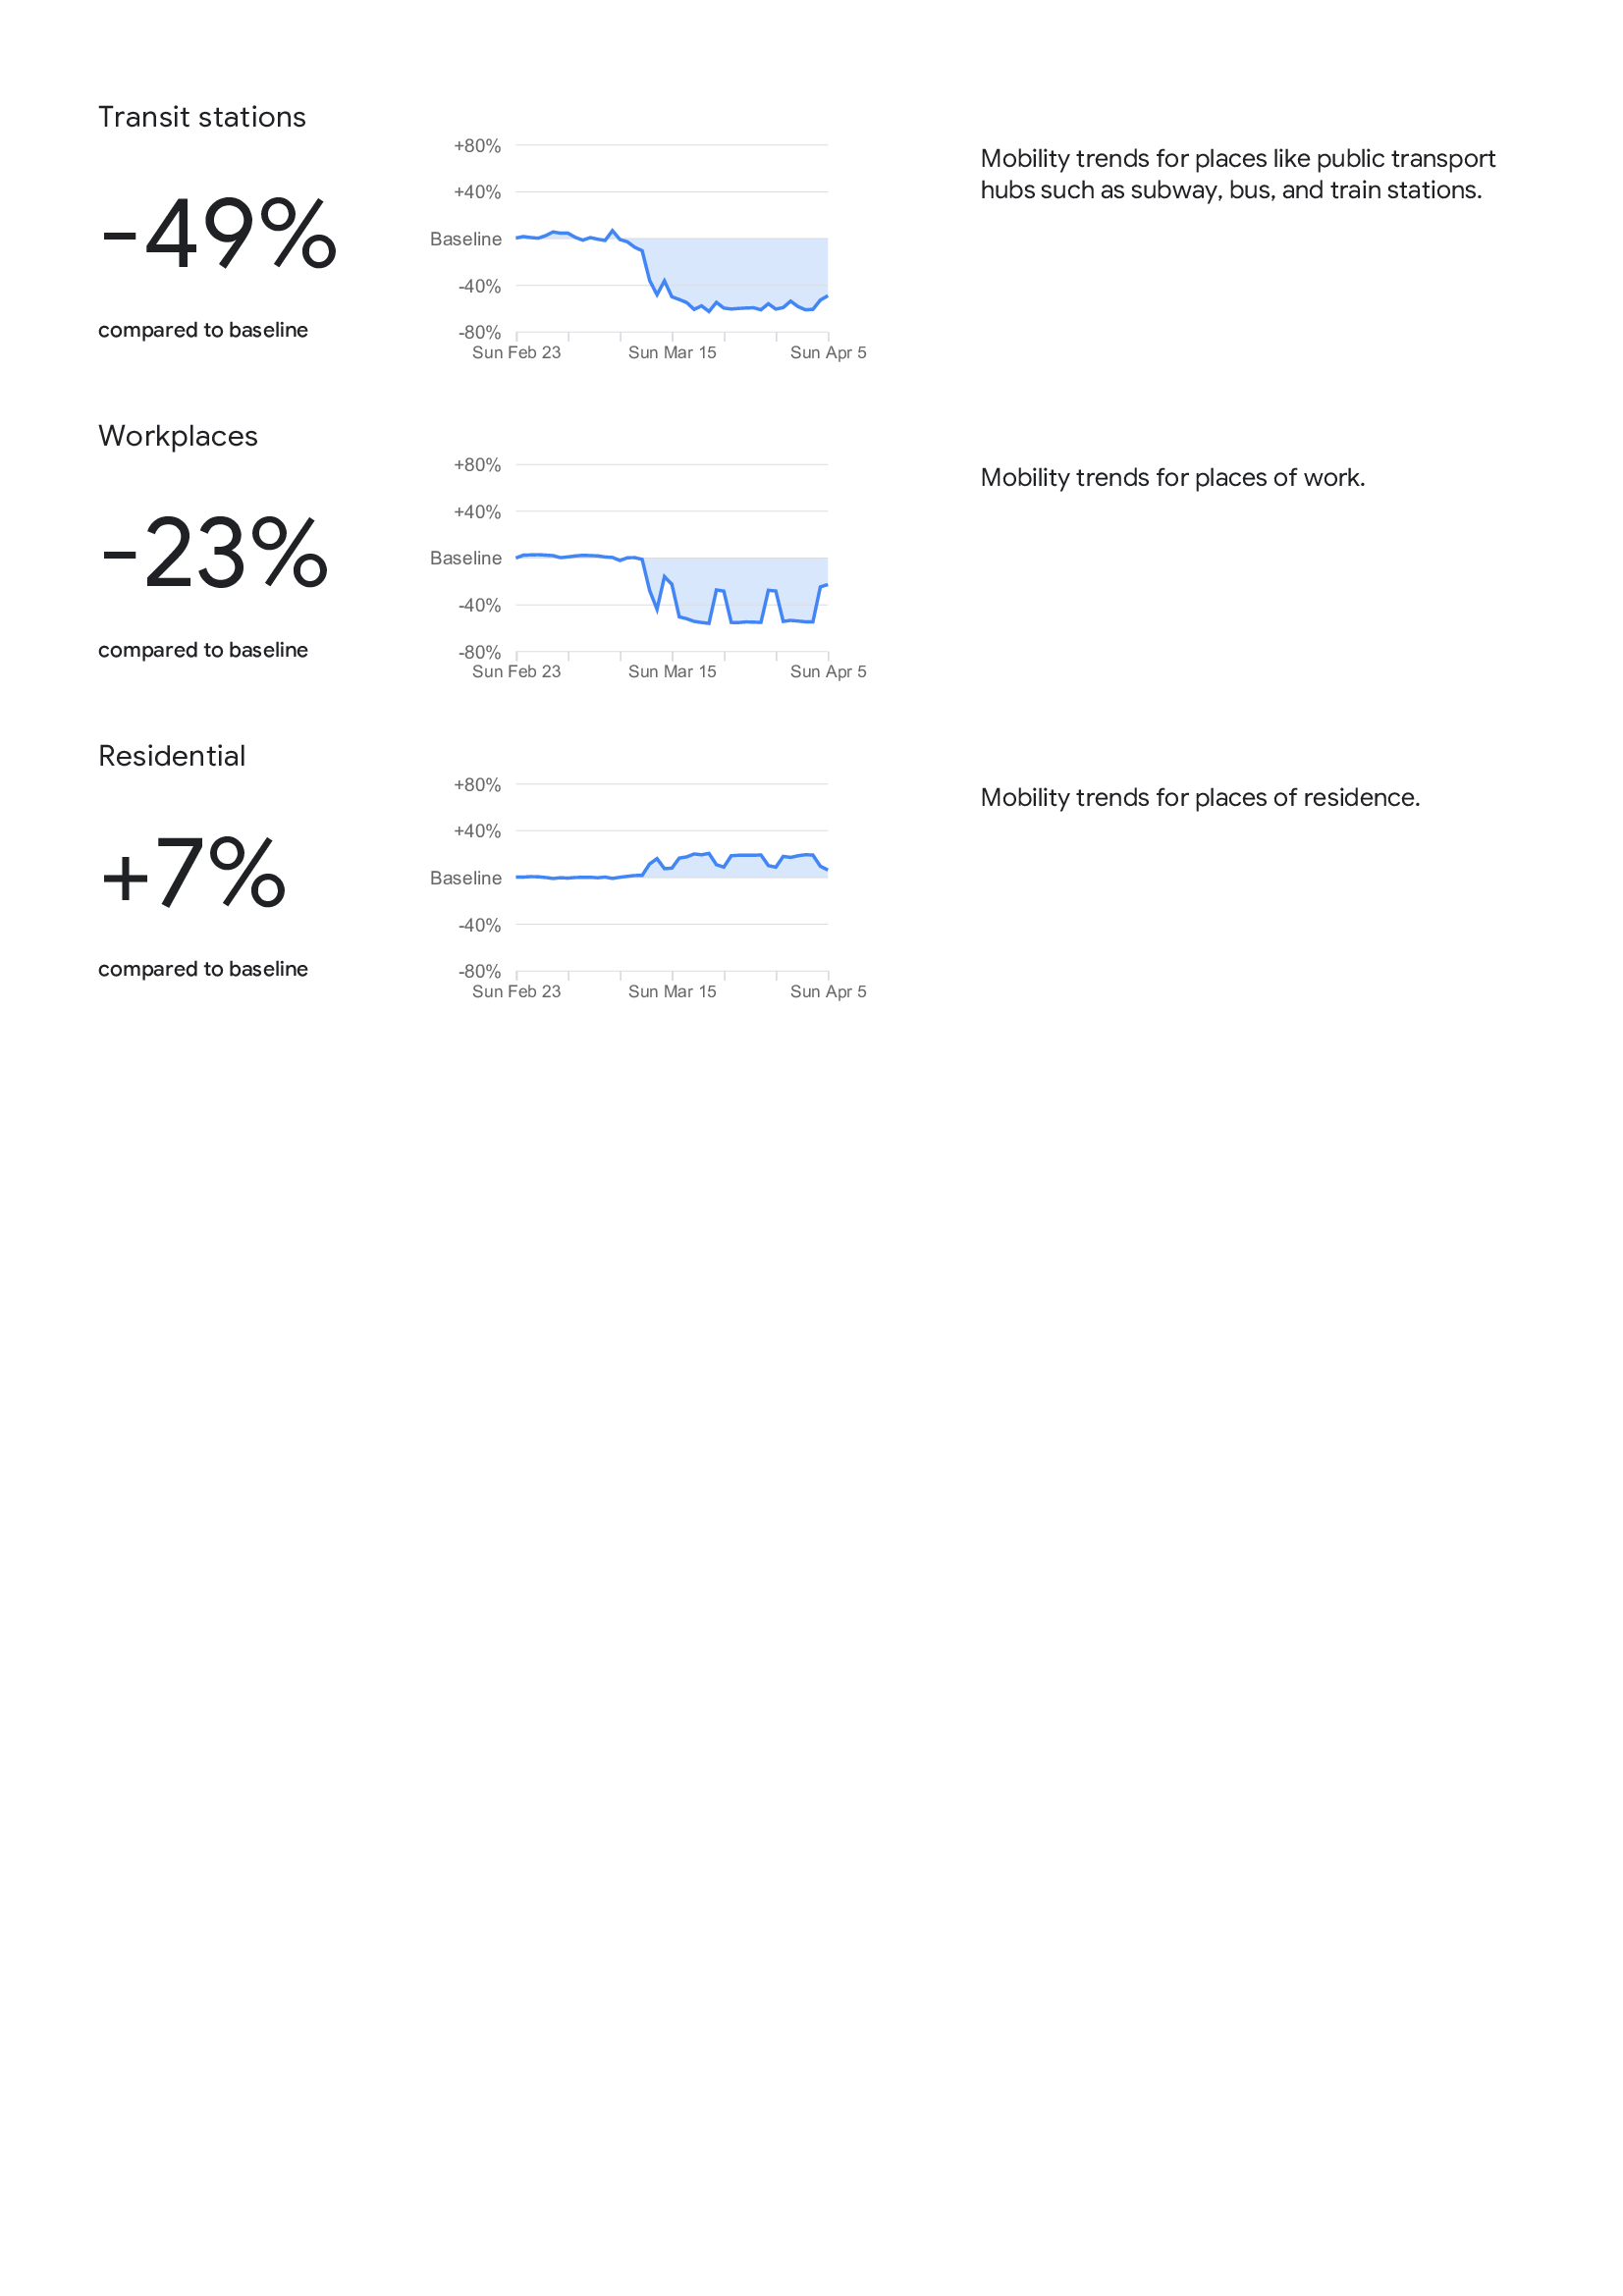 Transit stations
-49%
compared to baseline
+80%
+40%
Baseline
-40%
-80%
Sun Feb 23 Sun Mar 15 Sun Apr 5
Mobility trends for places like public transport
hubs such as subway, bus, and train stations.
Workplaces
-23%
compared to baseline
+80%
+40%
Baseline
-40%
-80%
Sun Feb 23 Sun Mar 15 Sun Apr 5
Mobility trends for places of work.
Residential
+7%
compared to baseline
+80%
+40%
Baseline
-40%
-80%
Sun Feb 23 Sun Mar 15 Sun Apr 5
Mobility trends for places of residence.